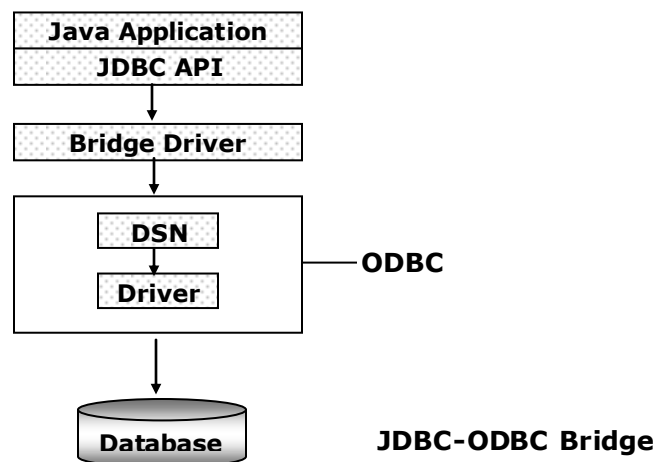 Java Application
JDBC API
Bridge Driver
DSN
ODBC
Driver
Database
JDBC-ODBC Bridge